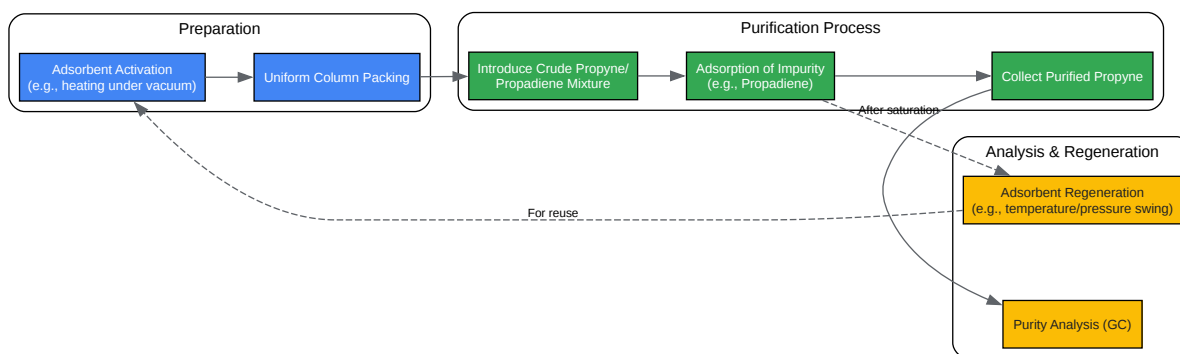 Preparation
Adsorbent Activation
(e.g., heating under vacuum)
Uniform Column Packing
Purification Process
Introduce Crude Propyne/
Propadiene Mixture
Adsorption of Impurity
(e.g., Propadiene)
Collect Purified Propyne
After saturation
Analysis & Regeneration
Adsorbent Regeneration
(e.g., temperature/pressure swing)
For reuse
Purity Analysis (GC)